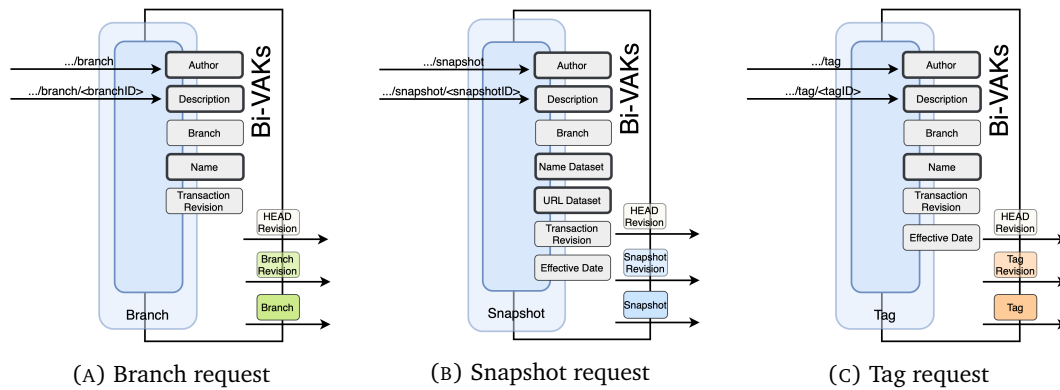 .../branch
.../branch/<branchID>
Author
Description
Branch
Name
Transaction
Revision
Bi-VAKs
HEAD
Revision
Branch
Revision
Branch
Branch
(A) Branch request
.../snapshot
.../snapshot/<snapshotID>
Author
Description
Branch
Name Dataset
URL Dataset
Transaction
Revision
Effective Date
Bi-VAKs
HEAD
Revision
Snapshot
Revision
Snapshot
Snapshot
(B) Snapshot request
.../tag
.../tag/<tagID>
Author
Description
Branch
Name
Transaction
Revision
Effective Date
Bi-VAKs
HEAD
Revision
Tag
Revision
Tag
Tag
(C) Tag request